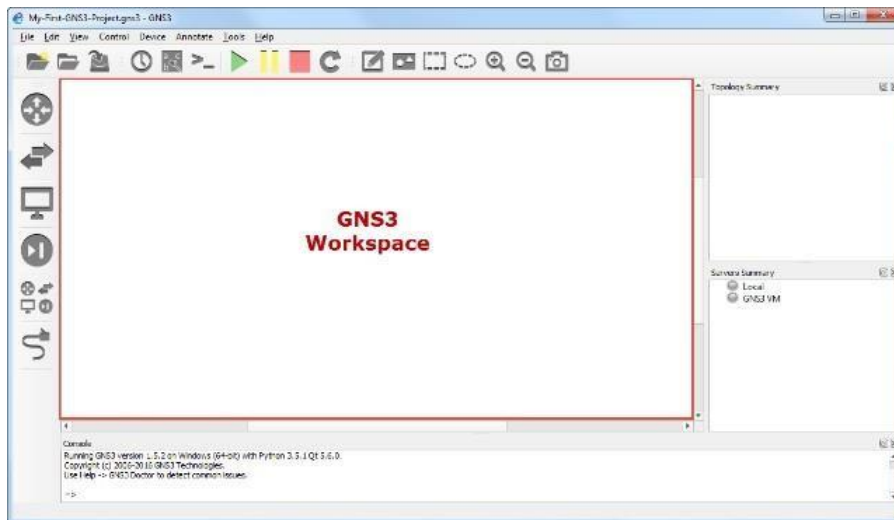 My-First-GNS3-Project.gns3 - GNS3
File Edit View Control Device Annotate Tools Help
Topology Summary
GNS3
Workspace
Servers Summary
Local
GNS3 VM
Console
Running GNS3 version 1.5.2 on Windows (64-bit) with Python 3.5.1 Qt 5.6.0.
Copyright (c) 2006-2016 GNS3 Technologies.
Use Help -> GNS3 Doctor to detect common issues.
=>